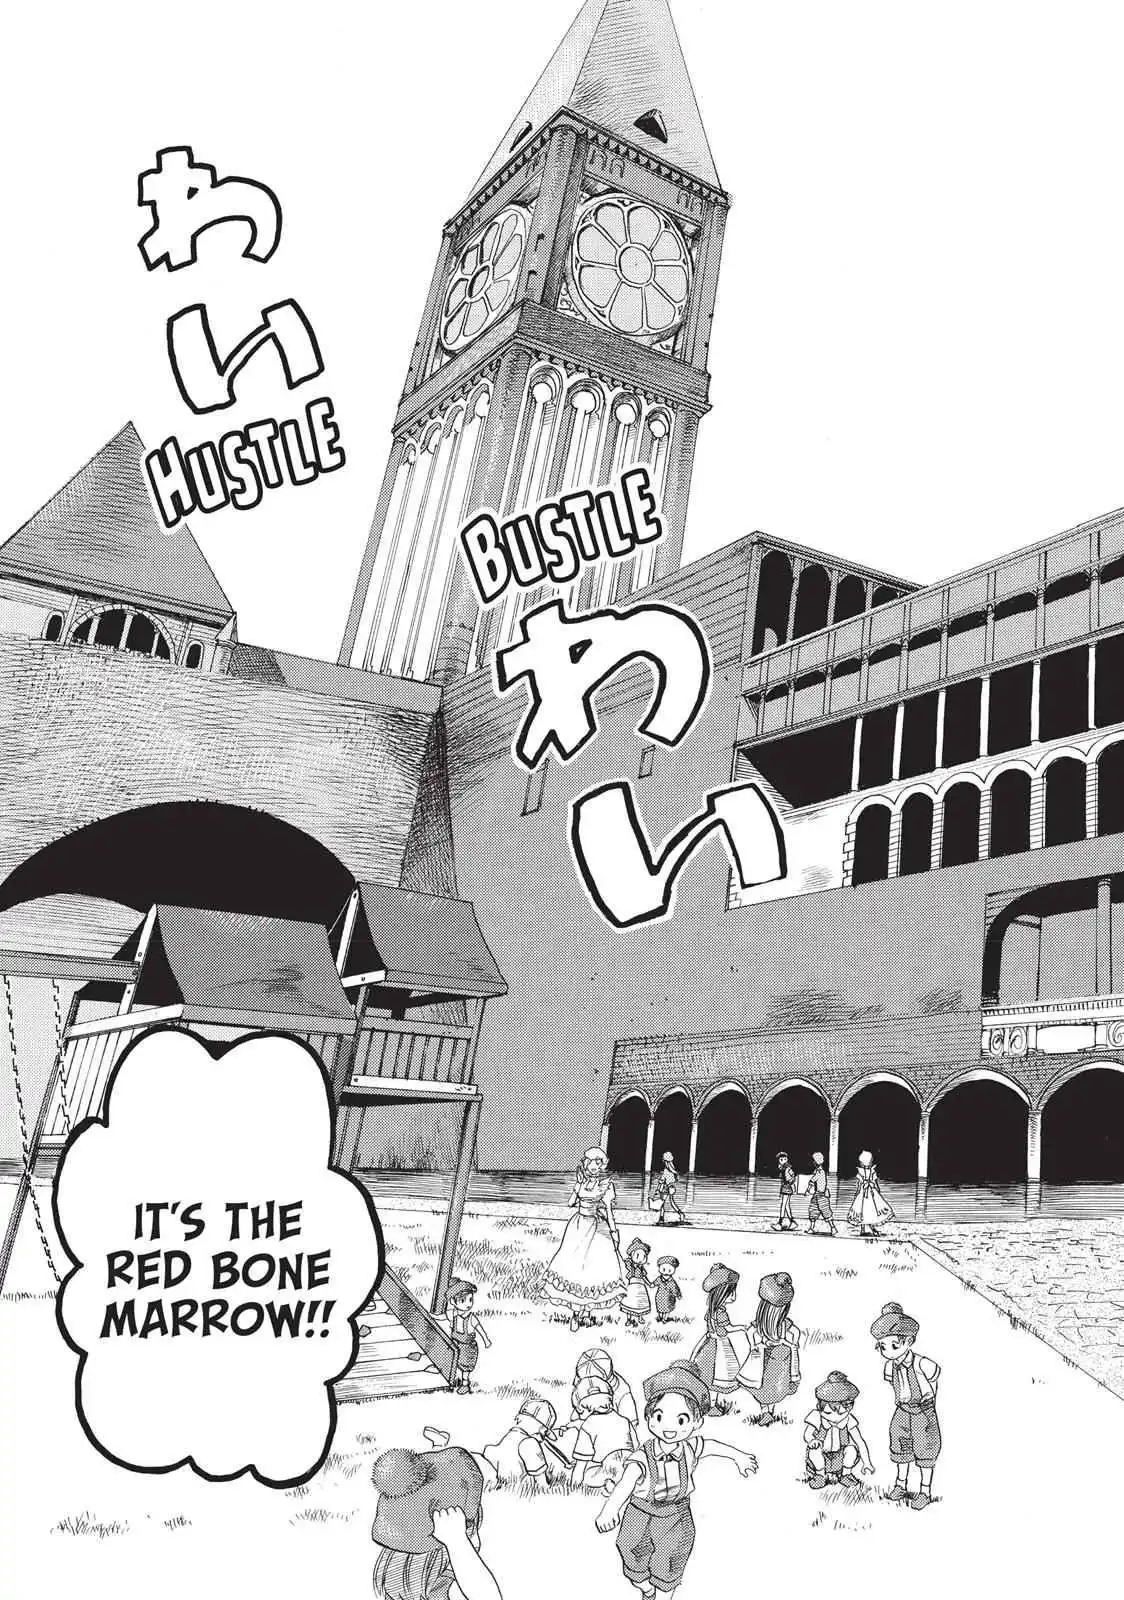 わい
HUSTLE
BUSTLE
わい
IT'S THE
RED BONE
MARROW!!